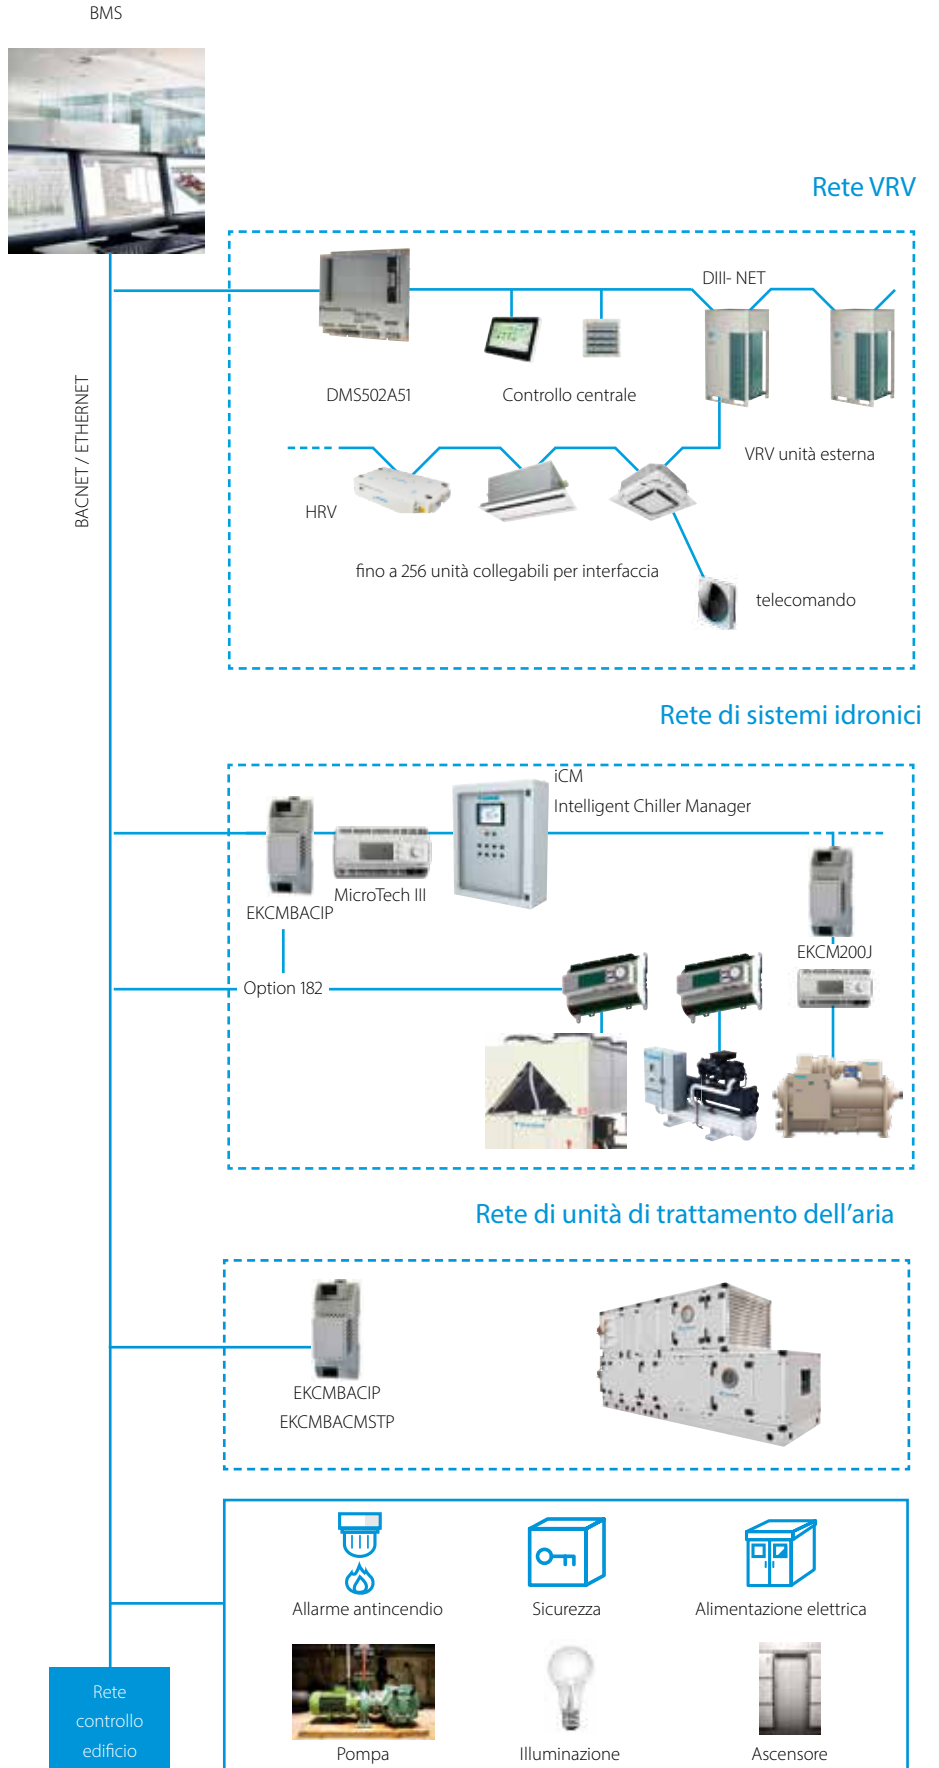 BMS
Rete VRV
DIII- NET
DMS502A51
Controllo centrale
VRV unità esterna
BACNET / ETHERNET
HRV
fino a 256 unità collegabili per interfaccia
telecomando
Rete di sistemi idronici
iCM
Intelligent Chiller Manager
MicroTech III
EKCMBACIP
EKCM200J
Option 182
Rete di unità di trattamento dell’aria
EKCMBACIP
EKCMBACMSTP
Allarme antincendio
Sicurezza
Alimentazione elettrica
Rete
controllo
edificio
Pompa
Illuminazione
Ascensore